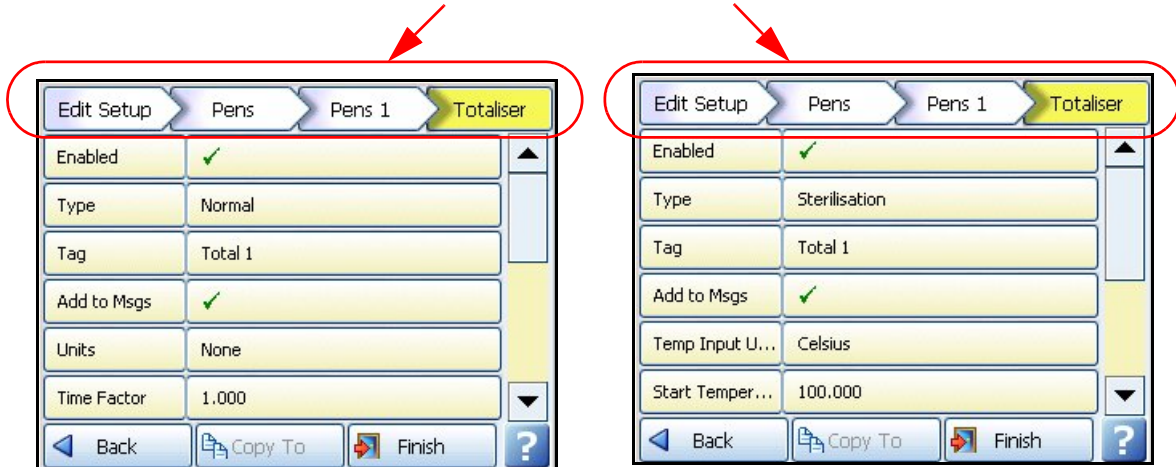 Edit Setup Pens Pens 1 Totaliser
Enabled ✓
Type Normal
Tag Total 1
Add to Msgs ✓
Units None
Time Factor 1.000
Back Copy To Finish ?
Edit Setup Pens Pens 1 Totaliser
Enabled ✓
Type Sterilisation
Tag Total 1
Add to Msgs ✓
Temp Input U... Celsius
Start Temper... 100.000
Back Copy To Finish ?